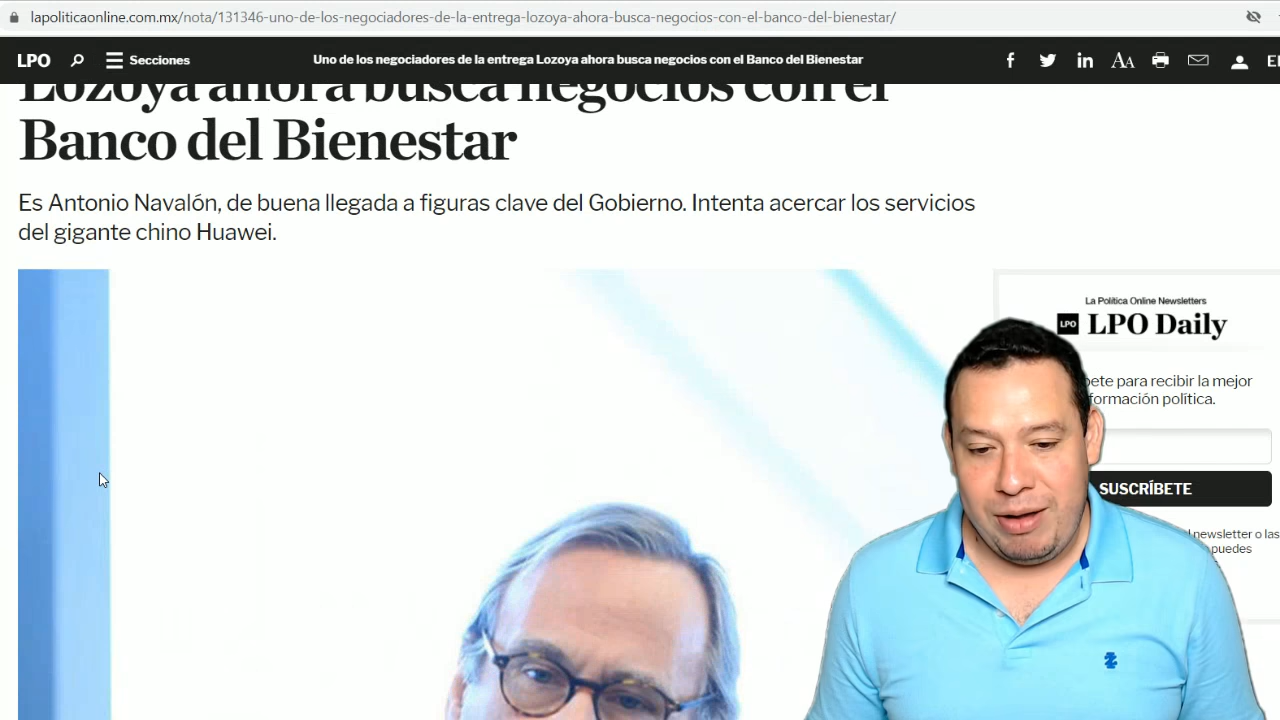 lapoliticaonline.com.mx/nota/131346-uno-de-los-negociadores-de-la-entrega-lozoya-ahora-busca-negocios-con-el-banco-del-bienestar/
LPO
Secciones
Uno de los negociadores de la entrega Lozoya ahora busca negocios con el Banco del Bienestar
Lozoya ahora busca negocios con el
Banco del Bienestar
Es Antonio Navalón, de buena llegada a figuras clave del Gobierno. Intenta acercar los servicios
del gigante chino Huawei.
La Política Online Newsletters
LPO LPO Daily
para recibir la mejor
política.
SUSCRÍBETE
newsletter o las
puedes